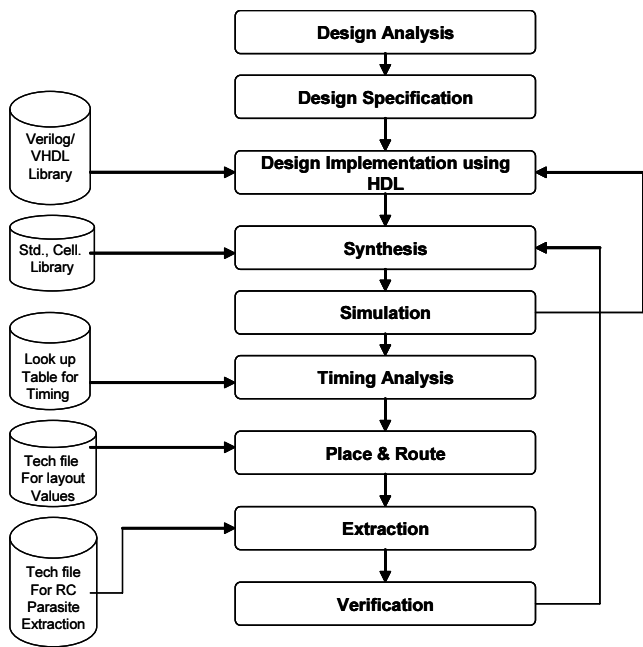 Design Analysis
Design Specification
Verilog/
VHDL
Library
Design Implementation using
HDL
Std., Cell.
Library
Synthesis
Simulation
Look up
Table for
Timing
Timing Analysis
Tech file
For layout
Values
Place & Route
Extraction
Tech file
For RC
Parasite
Extraction
Verification